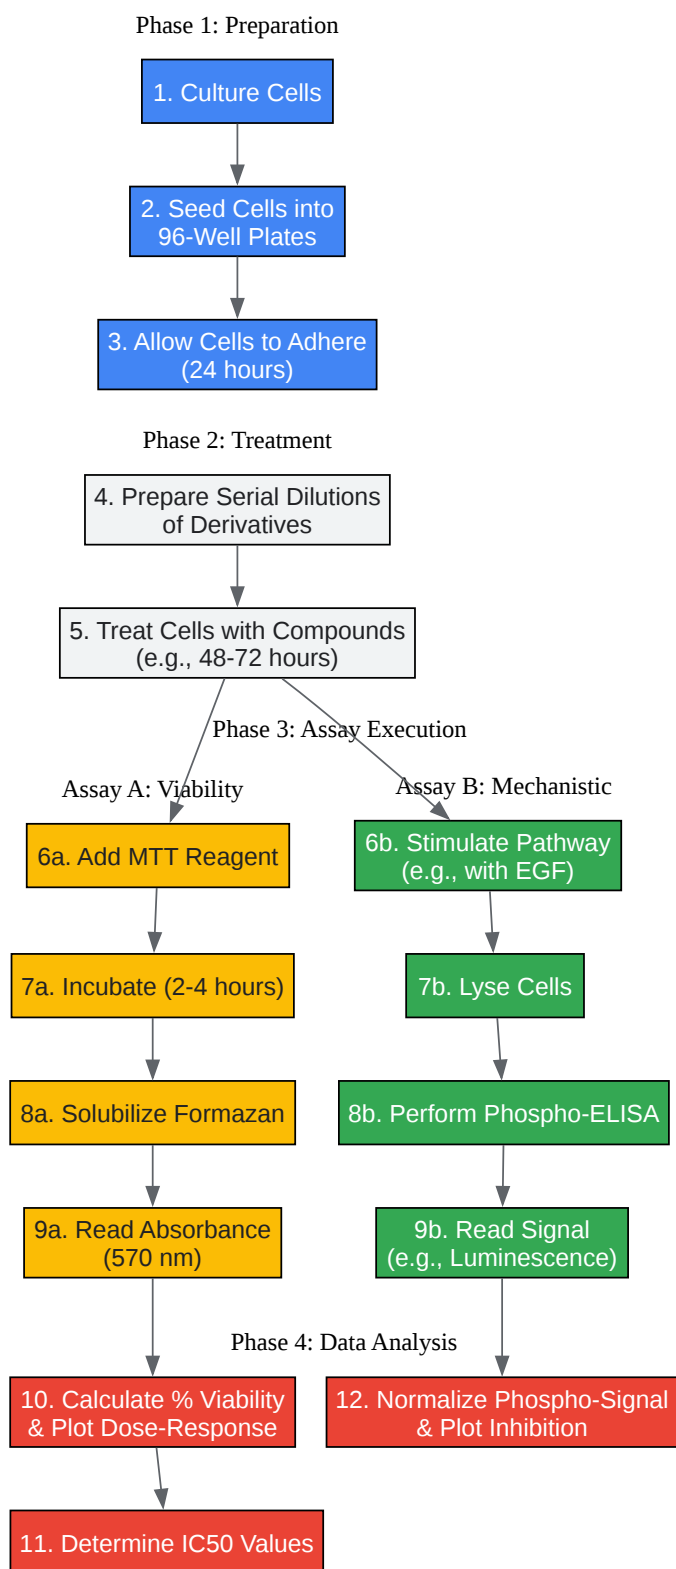 Phase 1: Preparation
1. Culture Cells
2. Seed Cells into
96-Well Plates
3. Allow Cells to Adhere
(24 hours)
Phase 2: Treatment
4. Prepare Serial Dilutions
of Derivatives
5. Treat Cells with Compounds
(e.g., 48-72 hours)
Phase 3: Assay Execution
Assay A: Viability
6a. Add MTT Reagent
7a. Incubate (2-4 hours)
8a. Solubilize Formazan
9a. Read Absorbance
(570 nm)
Assay B: Mechanistic
6b. Stimulate Pathway
(e.g., with EGF)
7b. Lyse Cells
8b. Perform Phospho-ELISA
9b. Read Signal
(e.g., Luminescence)
Phase 4: Data Analysis
10. Calculate % Viability
& Plot Dose-Response
11. Determine IC50 Values
12. Normalize Phospho-Signal
& Plot Inhibition